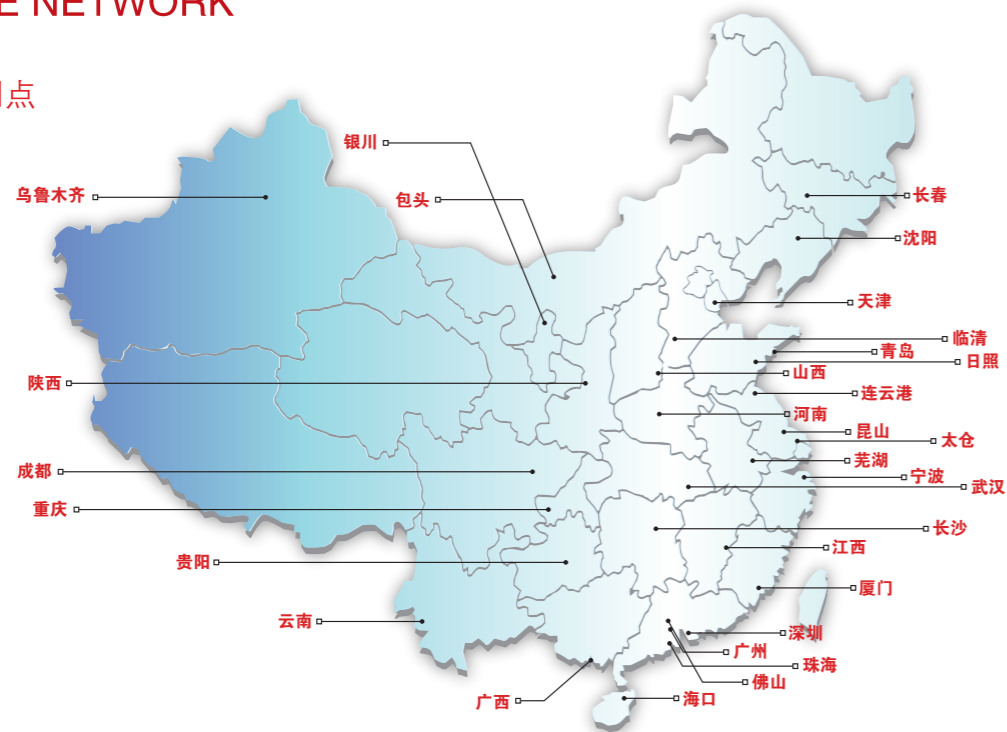 E NETWORK
点
银川
乌鲁木齐
包头
长春
沈阳
天津
临清
青岛
日照
陕西
山西
连云港
河南
昆山
太仓
芜湖
成都
宁波
武汉
重庆
长沙
江西
贵阳
厦门
云南
深圳
广州
珠海
佛山
广西
海口